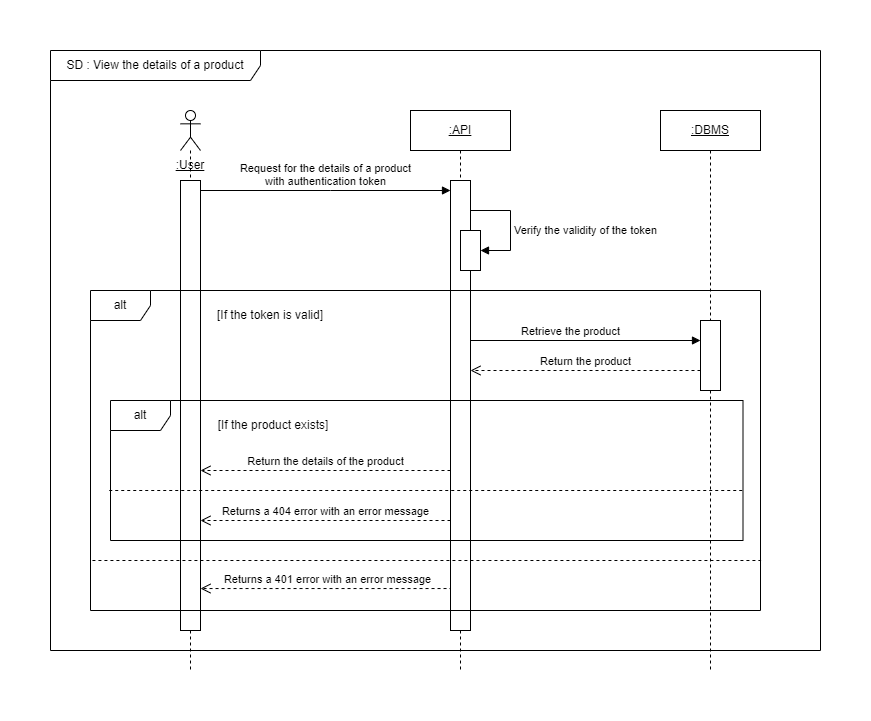 SD : View the details of a product
:User
:API
:DBMS
Request for the details of a product
with authentication token
Verify the validity of the token
alt
[If the token is valid]
Retrieve the product
Return the product
alt
[If the product exists]
Return the details of the product
Returns a 404 error with an error message
Returns a 401 error with an error message